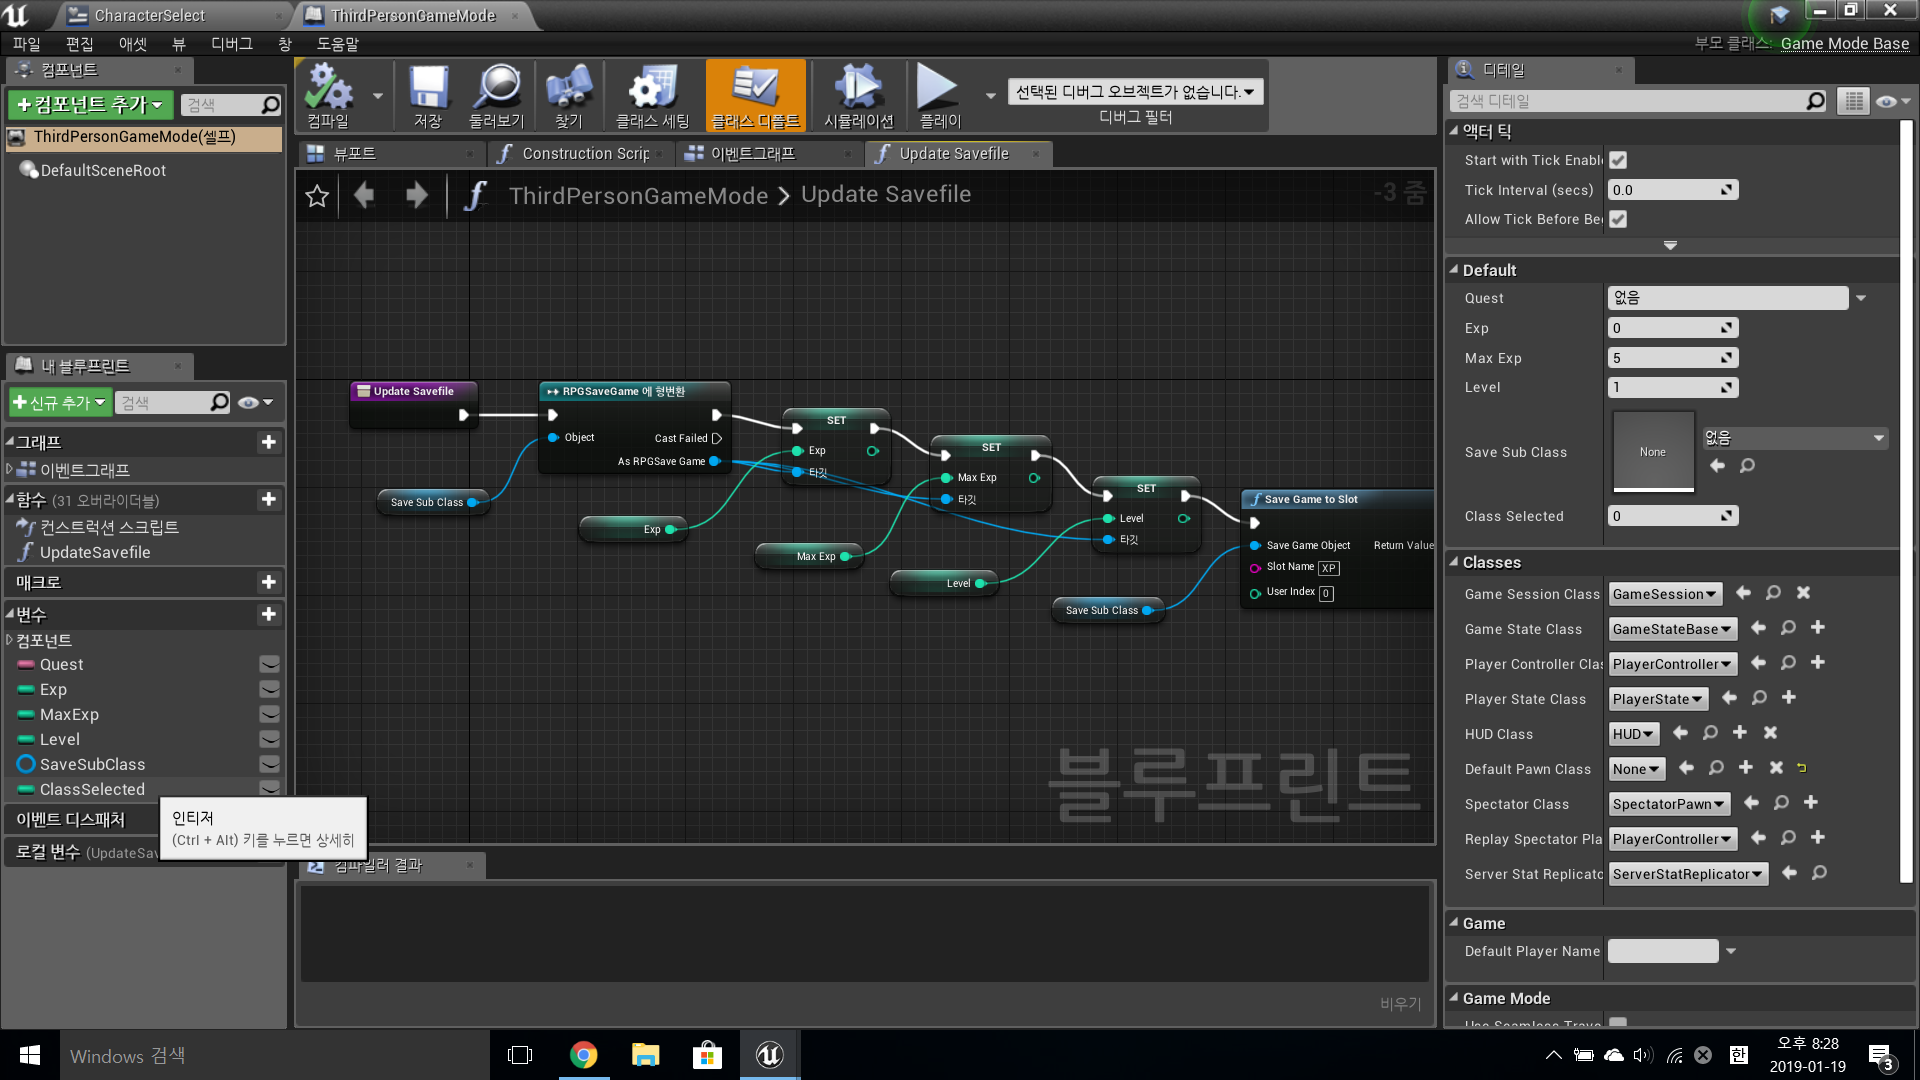 CharacterSelect
ThirdPersonGameMode
파일 편집 애셋 뷰 디버그 창 도움말
부모 클래스: Game Mode Base
컴포넌트
+컴포넌트 추가
검색
ThirdPersonGameMode(셀프)
DefaultSceneRoot
컴파일
저장
둘러보기
찾기
클래스 세팅
클래스 디폴트
시뮬레이션
플레이
선택된 디버그 오브젝트가 없습니다.
디버그 필터
뷰포트
Construction Scrip
이벤트그래프
Update Savefile
ThirdPersonGameMode > Update Savefile
-3 줌
Update Savefile
RPGSaveGame 에 형변환
Object
Cast Failed
As RPGSave Game
Save Sub Class
SET
Exp
타깃
Exp
SET
Max Exp
타깃
Max Exp
SET
Level
타깃
Level
Save Sub Class
Save Game to Slot
Save Game Object
Return Value
Slot Name XP
User Index 0
블루프린트
내 블루프린트
+신규 추가
검색
그래프
이벤트그래프
함수 (31 오버라이더블)
컨스트럭션 스크립트
UpdateSavefile
매크로
변수
컴포넌트
Quest
Exp
MaxExp
Level
SaveSubClass
ClassSelected
이벤트 디스패처
로컬 변수 (UpdateSav
인티저
(Ctrl + Alt) 키를 누르면 상세히
컴파일러 결과
비우기
디테일
검색 디테일
액터 틱
Start with Tick Enabl
Tick Interval (secs) 0.0
Allow Tick Before Be
Default
Quest 없음
Exp 0
Max Exp 5
Level 1
Save Sub Class None 없음
Class Selected 0
Classes
Game Session Class GameSession
Game State Class GameStateBase
Player Controller Clas PlayerController
Player State Class PlayerState
HUD Class HUD
Default Pawn Class None
Spectator Class SpectatorPawn
Replay Spectator Pla PlayerController
Server Stat Replicato ServerStatReplicator
Game
Default Player Name
Game Mode
Use Seamless Trave
Windows 검색
한
오후 8:28
2019-01-19
3